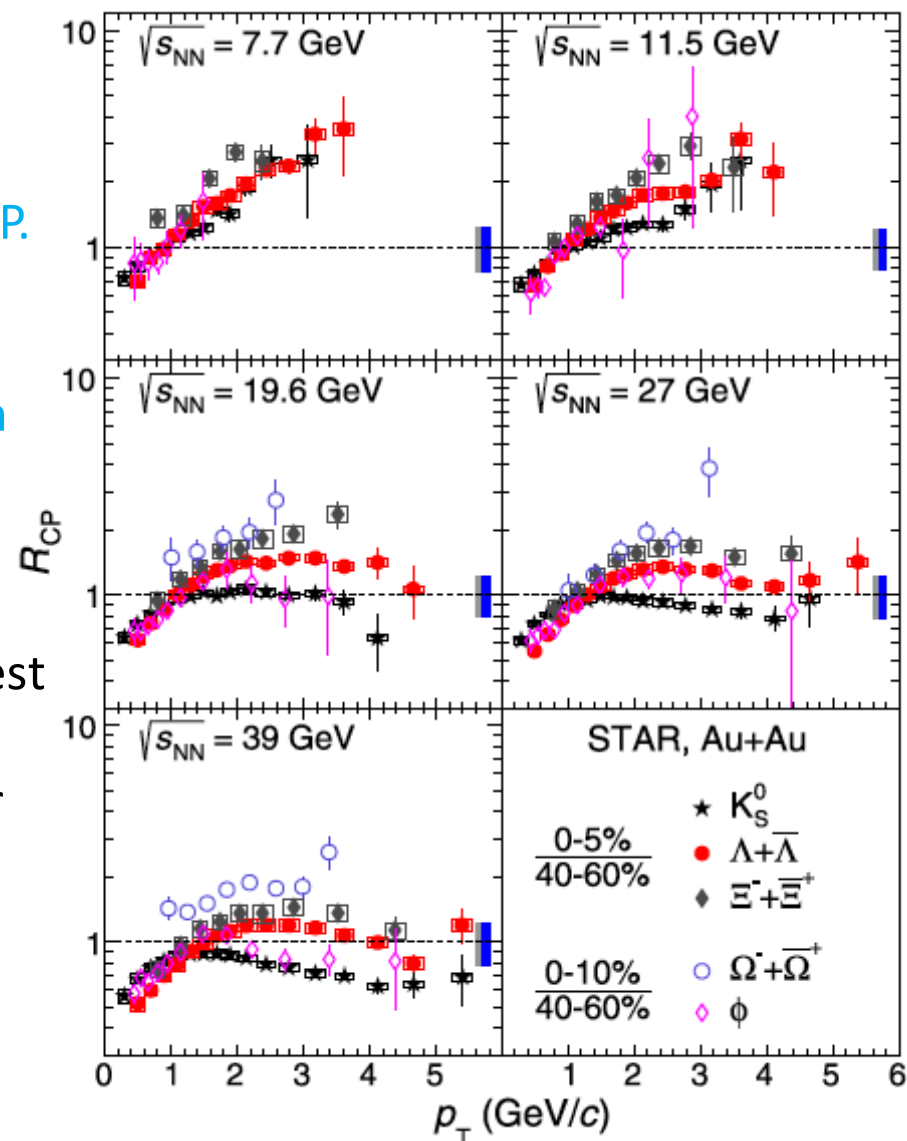 10
√sNN = 7.7 GeV
√sNN = 11.5 GeV
P.
1
10
√sNN = 19.6 GeV
√sNN = 27 GeV
RCP
1
est
10
√sNN = 39 GeV
STAR, Au+Au
0-5%
40-60%
K0S
Λ+Λ̅
Ξ-+Ξ̅+
0-10%
40-60%
Ω-+Ω̅+
ϕ
1
0 1 2 3 4 5 1 2 3 4 5 6
pT (GeV/c)